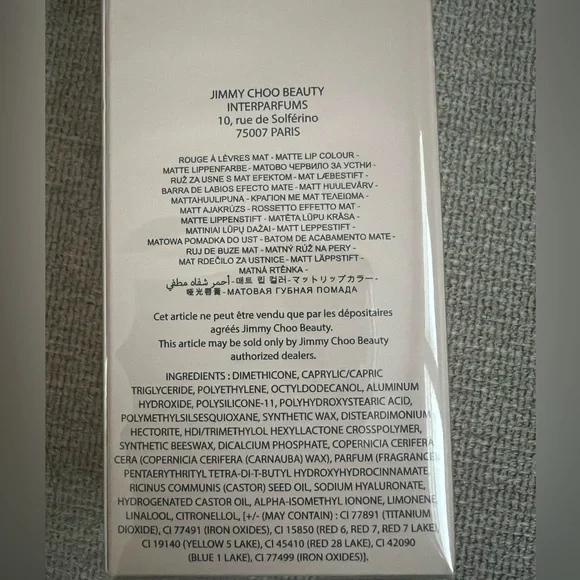 JIMMY CHOO BEAUTY
INTERPARFUMS
10, rue de Solférino
75007 PARIS
ROUGE À LÈVRES MAT - MATTE LIP COLOUR -
MATTE LIPPENFARBE - МАТОВО ЧЕРВИЛО ЗА УСТНИ -
RUŽ ZA USNE S MAT EFEKTOM - MAT LÆBESTIFT -
BARRA DE LABIOS EFECTO MATE - MATT HUULEVÄRV -
MATTAHUULIPUNA - ΚΡΑΓΙΟΝ ΜΕ ΜΑΤ ΤΕΛΕΙΩΜΑ -
MATT AJAKRÚZS - ROSSETTO EFFETTO MAT -
MATTE LIPPENSTIFT - MATĒTA LŪPU KRĀSA -
MATINIAI LŪPŲ DAŽAI - MATT LEPPESTIFT -
MATOWA POMADKA DO UST - BATOM DE ACABAMENTO MATE -
RUJ DE BUZE MAT - MATNÝ RÚŽ NA PERY -
MAT RDEČILO ZA USTNICE - MATT LÄPPSTIFT -
MATNÁ RTĚNKA -
أحمر شفاه مطفي - 매트 립 컬러 - マットリップカラー -
哑光唇膏 - МАТОВАЯ ГУБНАЯ ПОМАДА
Cet article ne peut être vendu que par les dépositaires
agréés Jimmy Choo Beauty.
This article may be sold only by Jimmy Choo Beauty
authorized dealers.
INGREDIENTS : DIMETHICONE, CAPRYLIC/CAPRIC
TRIGLYCERIDE, POLYETHYLENE, OCTYLDODECANOL, ALUMINUM
HYDROXIDE, POLYSILICONE-11, POLYHYDROXYSTEARIC ACID,
POLYMETHYLSILSESQUIOXANE, SYNTHETIC WAX, DISTEARDIMONIUM
HECTORITE, HDI/TRIMETHYLOL HEXYLLACTONE CROSSPOLYMER,
SYNTHETIC BEESWAX, DICALCIUM PHOSPHATE, COPERNICIA CERIFERA
CERA (COPERNICIA CERIFERA (CARNAUBA) WAX), PARFUM (FRAGRANCE),
PENTAERYTHRITYL TETRA-DI-T-BUTYL HYDROXYHYDROCINNAMATE,
RICINUS COMMUNIS (CASTOR) SEED OIL, SODIUM HYALURONATE,
HYDROGENATED CASTOR OIL, ALPHA-ISOMETHYL IONONE, LIMONENE,
LINALOOL, CITRONELLOL, [+/- (MAY CONTAIN) : CI 77891 (TITANIUM
DIOXIDE), CI 77491 (IRON OXIDES), CI 15850 (RED 6, RED 7, RED 7 LAKE),
CI 19140 (YELLOW 5 LAKE), CI 45410 (RED 28 LAKE), CI 42090
(BLUE 1 LAKE), CI 77499 (IRON OXIDES)].